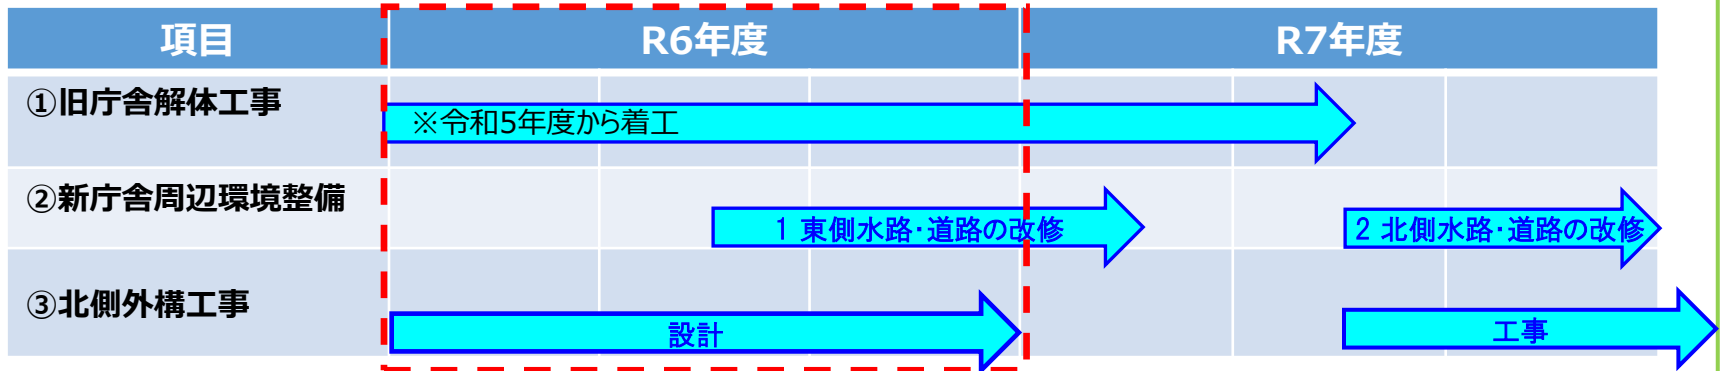 項目 R6年度 R7年度
①旧庁舎解体工事
※令和5年度から着工
②新庁舎周辺環境整備
1 東側水路・道路の改修 2 北側水路・道路の改修
③北側外構工事
設計 工事